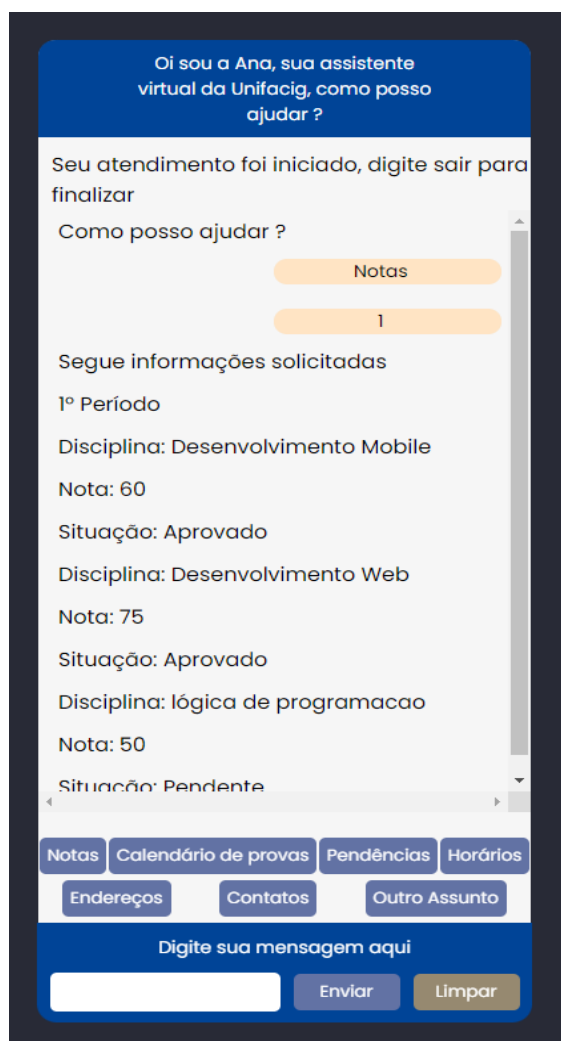 Oi sou a Ana, sua assistente
virtual da Unifacig, como posso
ajudar ?
Seu atendimento foi iniciado, digite sair para
finalizar
Como posso ajudar ?
Notas
1
Segue informações solicitadas
1º Período
Disciplina: Desenvolvimento Mobile
Nota: 60
Situação: Aprovado
Disciplina: Desenvolvimento Web
Nota: 75
Situação: Aprovado
Disciplina: lógica de programacao
Nota: 50
Situação: Pendente
Notas Calendário de provas Pendências Horários
Endereços Contatos Outro Assunto
Digite sua mensagem aqui
Enviar Limpar